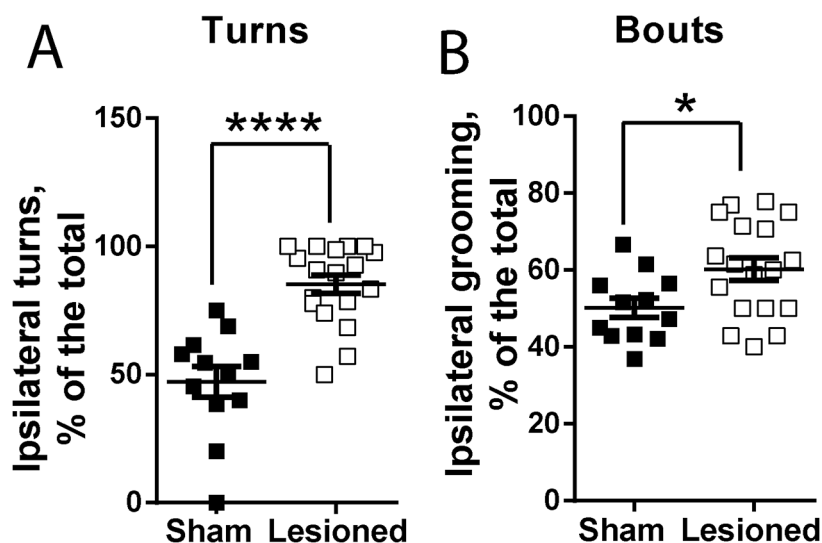 A
Turns
Ipsilateral turns,
% of the total
150
100
50
0
****
Sham Lesioned
B
Bouts
Ipsilateral grooming,
% of the total
100
80
60
40
20
0
*
Sham Lesioned